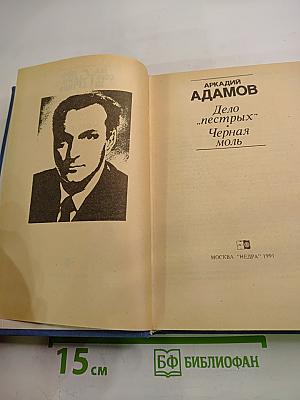 АРКАДИЙ
АДАМОВ
Дело
„пестрых"
•
Черная
моль
МОСКВА "НЕДРА" 1991
15 см
БФ БИБЛИОФАН